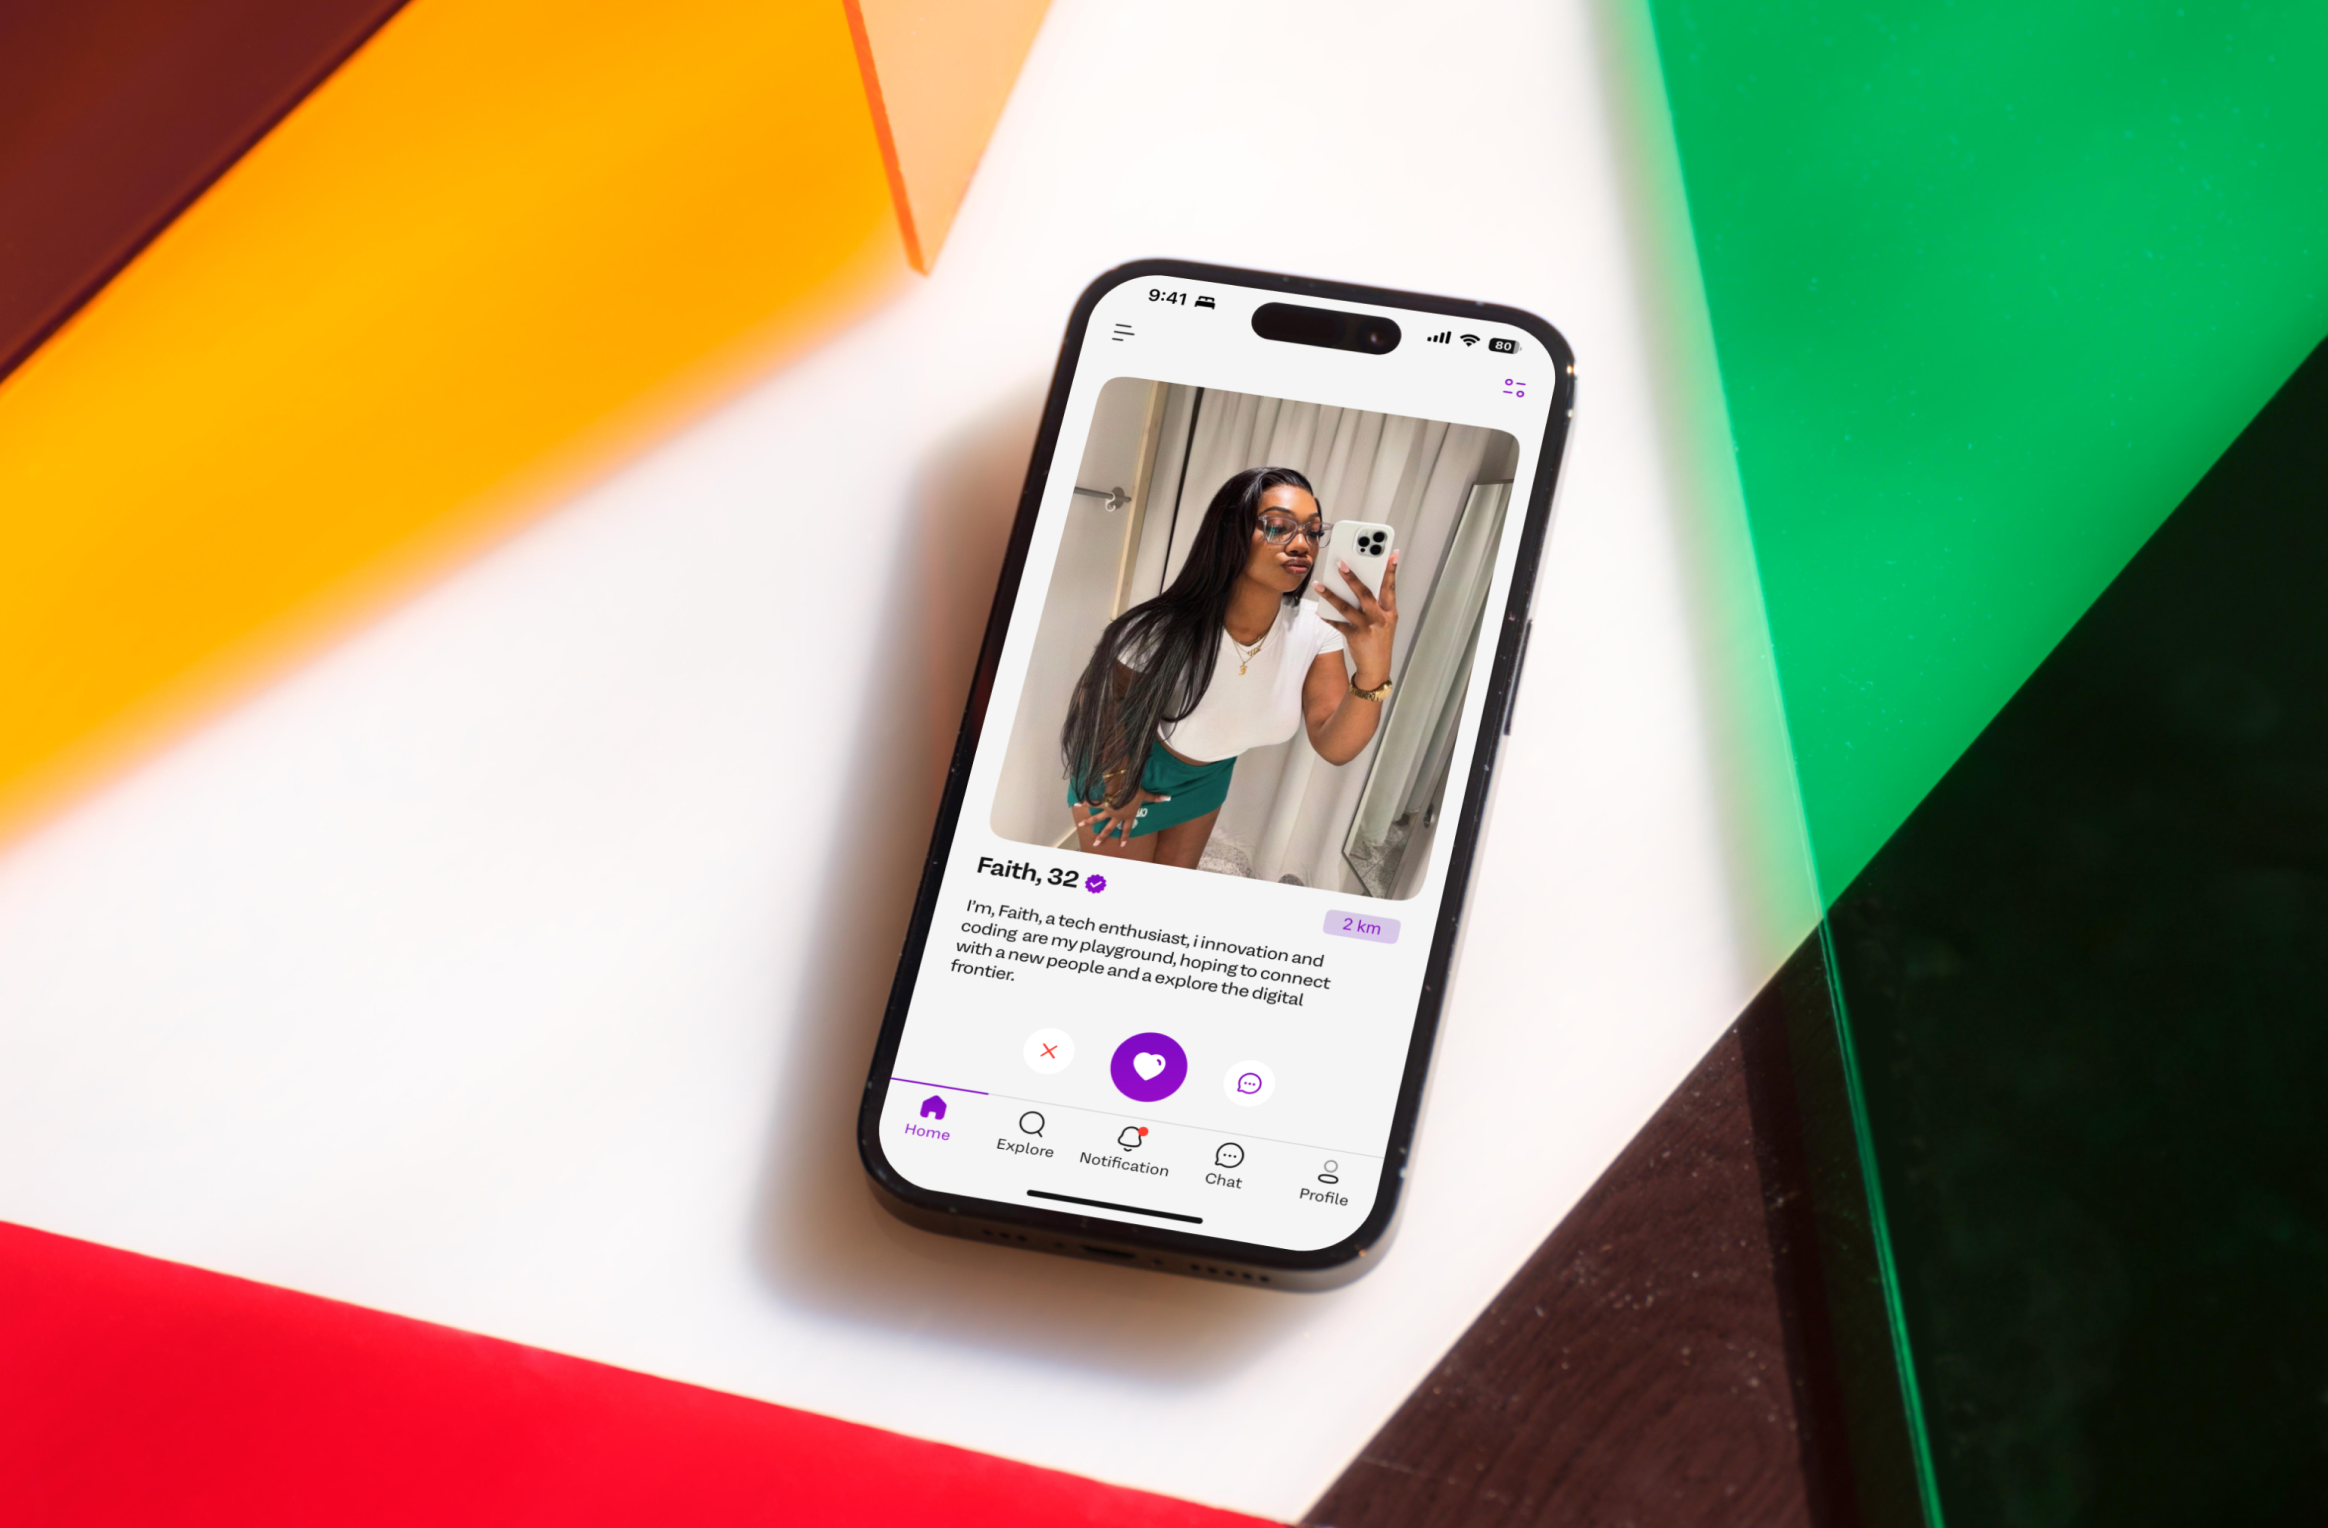 9:41
80
Faith, 32
2 km
I'm, Faith, a tech enthusiast, i innovation and
coding are my playground, hoping to connect
with a new people and a explore the digital
frontier.
Home
Explore
Notification
Chat
Profile